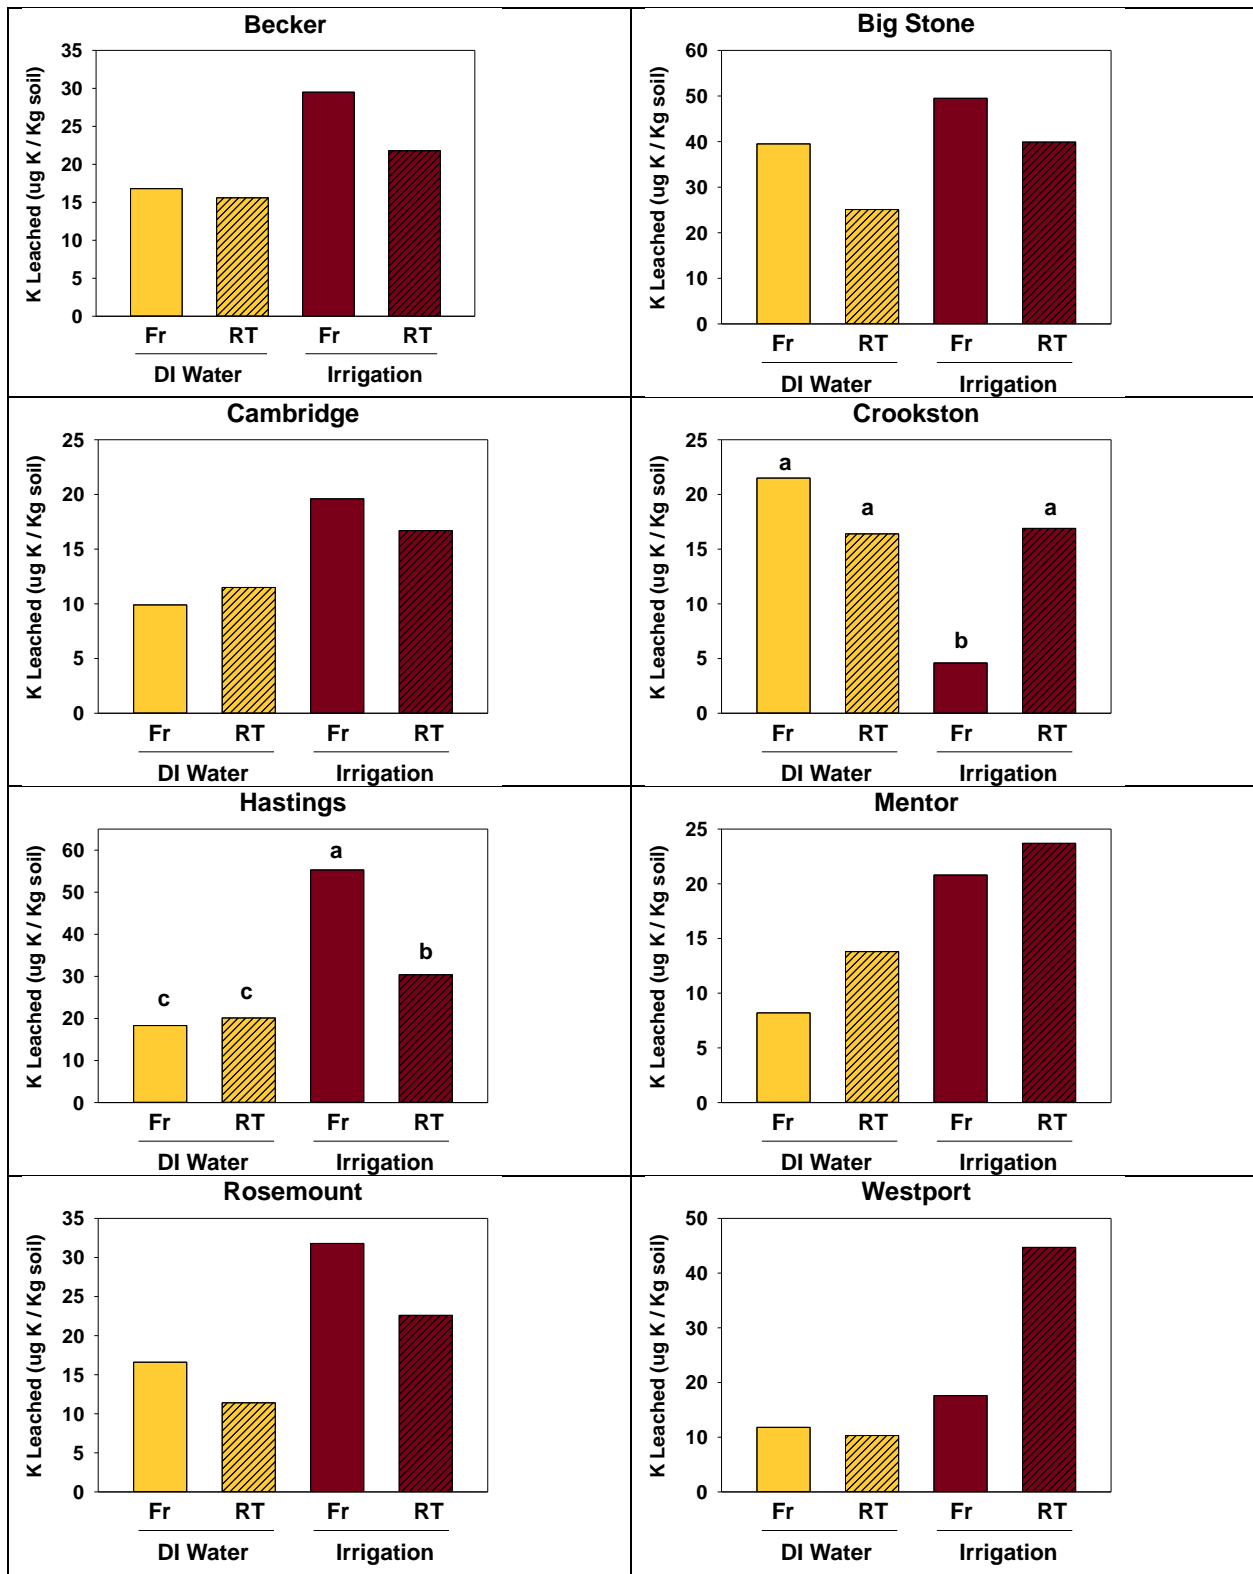 Becker
K Leached (ug K / Kg soil)
35
30
25
20
15
10
5
0
Fr RT Fr RT
DI Water Irrigation
Big Stone
K Leached (ug K / Kg soil)
60
50
40
30
20
10
0
Fr RT Fr RT
DI Water Irrigation
Cambridge
K Leached (ug K / Kg soil)
25
20
15
10
5
0
Fr RT Fr RT
DI Water Irrigation
Crookston
K Leached (ug K / Kg soil)
25
20
15
10
5
0
a a b a
Fr RT Fr RT
DI Water Irrigation
Hastings
K Leached (ug K / Kg soil)
60
50
40
30
20
10
0
c c a b
Fr RT Fr RT
DI Water Irrigation
Mentor
K Leached (ug K / Kg soil)
25
20
15
10
5
0
Fr RT Fr RT
DI Water Irrigation
Rosemount
K Leached (ug K / Kg soil)
35
30
25
20
15
10
5
0
Fr RT Fr RT
DI Water Irrigation
Westport
K Leached (ug K / Kg soil)
50
40
30
20
10
0
Fr RT Fr RT
DI Water Irrigation